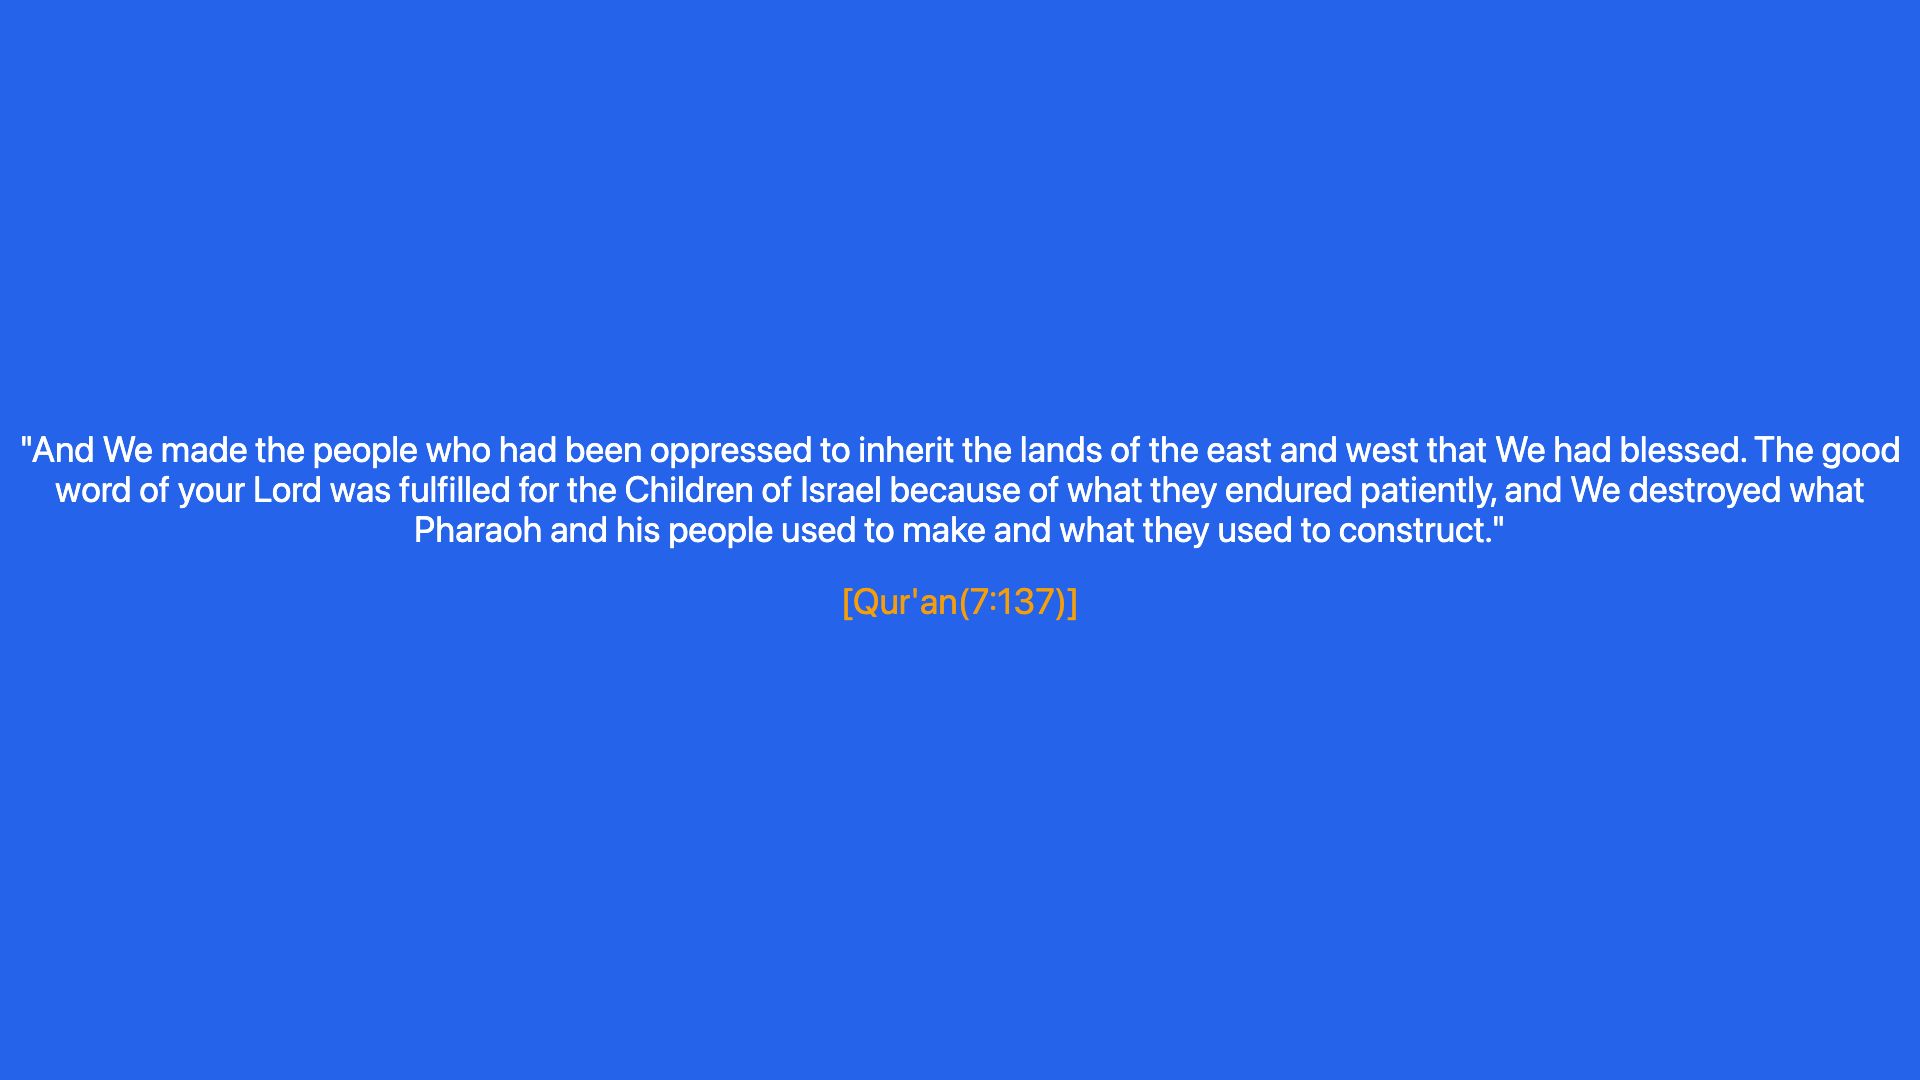 "And We made the people who had been oppressed to inherit the lands of the east and west that We had blessed. The good
word of your Lord was fulfilled for the Children of Israel because of what they endured patiently, and We destroyed what
Pharaoh and his people used to make and what they used to construct."
[Qur'an(7:137)]